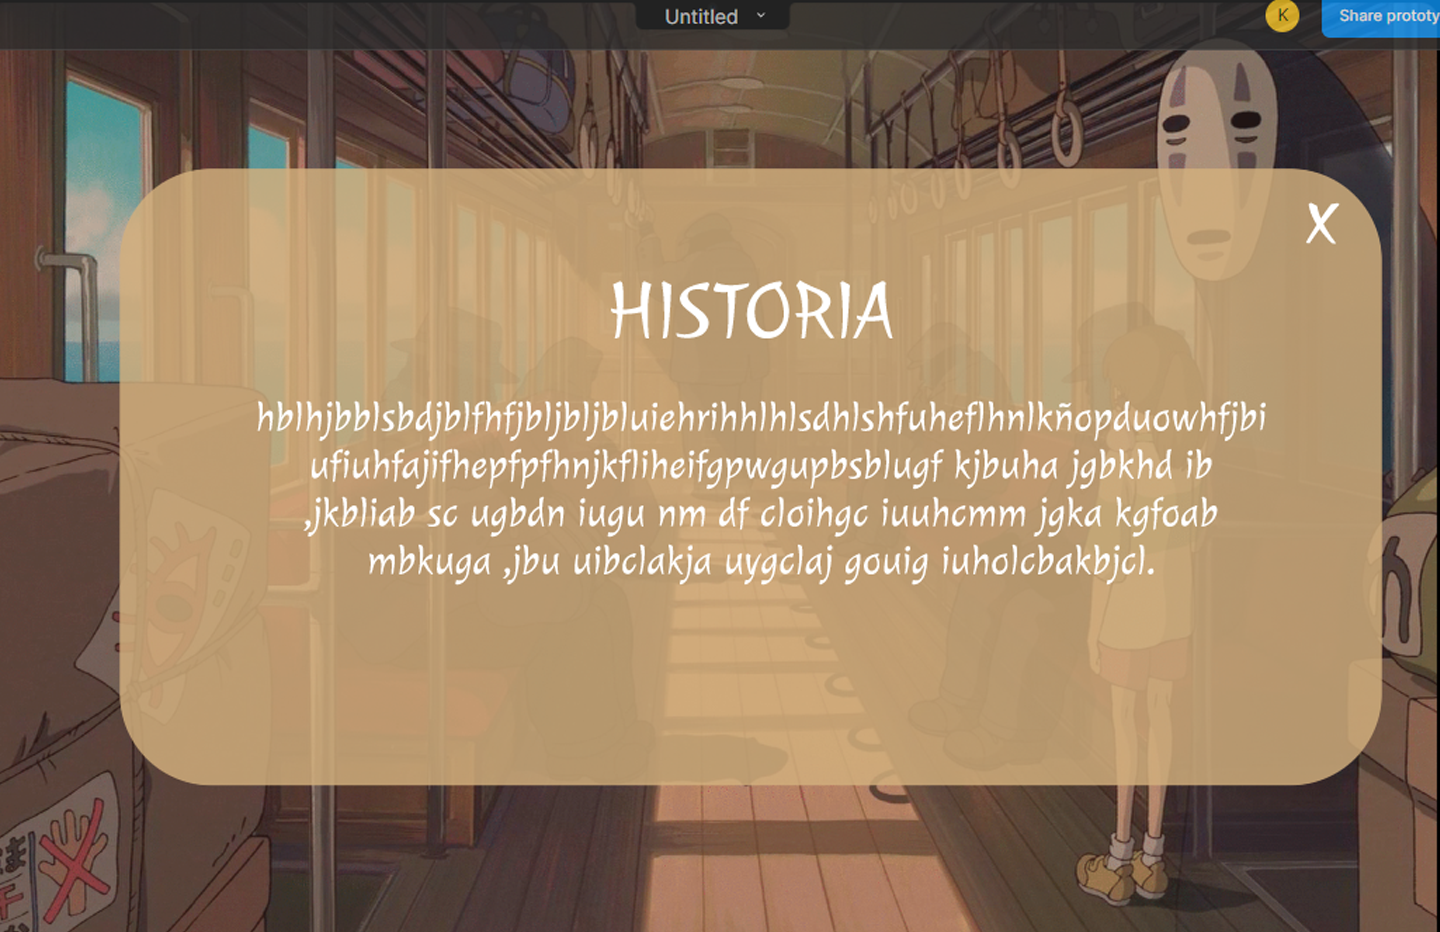 Untitled
K
Share prototy
X
HISTORIA
hblhjbblsbdjblfhfjbljbljbluiehrihhlhlsdhlshfuheflhnlkñopduowhfjbi
ufiuhfajifhepfpfhnjkfliheifgpwgupbsblugf kjbuha jgbkhd ib
,jkbliab sc ugbdn iugu nm df cloihgc iuuhcmm jgka kgfoab
mbkuga ,jbu uibclakja uygclaj gouig iuholcbakbjcl.